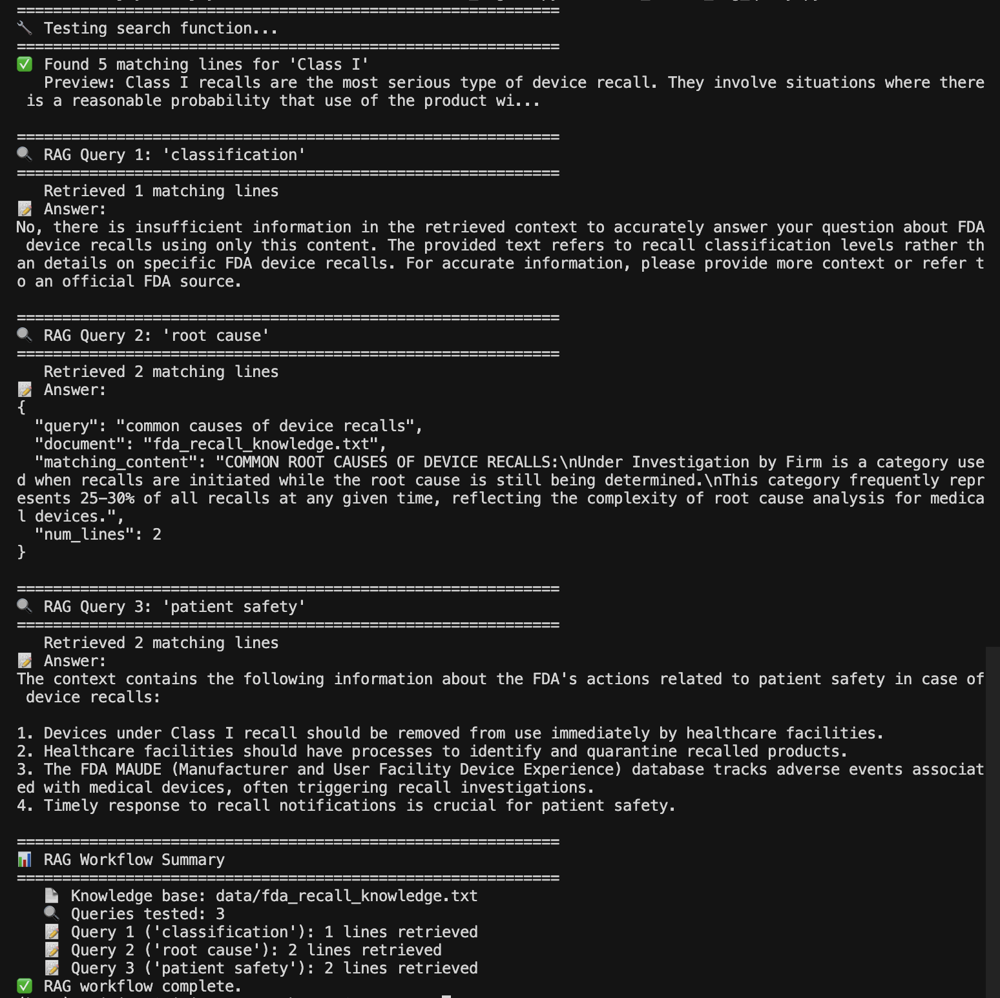 ============================================================
🔧 Testing search function...
============================================================
✅ Found 5 matching lines for 'Class I'
   Preview: Class I recalls are the most serious type of device recall. They involve situations where there
 is a reasonable probability that use of the product wi...

============================================================
🔍 RAG Query 1: 'classification'
============================================================
   Retrieved 1 matching lines
📝 Answer:
No, there is insufficient information in the retrieved context to accurately answer your question about FDA
 device recalls using only this content. The provided text refers to recall classification levels rather th
an details on specific FDA device recalls. For accurate information, please provide more context or refer t
o an official FDA source.

============================================================
🔍 RAG Query 2: 'root cause'
============================================================
   Retrieved 2 matching lines
📝 Answer:
{
  "query": "common causes of device recalls",
  "document": "fda_recall_knowledge.txt",
  "matching_content": "COMMON ROOT CAUSES OF DEVICE RECALLS:\nUnder Investigation by Firm is a category use
d when recalls are initiated while the root cause is still being determined.\nThis category frequently repr
esents 25–30% of all recalls at any given time, reflecting the complexity of root cause analysis for medica
l devices.",
  "num_lines": 2
}

============================================================
🔍 RAG Query 3: 'patient safety'
============================================================
   Retrieved 2 matching lines
📝 Answer:
The context contains the following information about the FDA's actions related to patient safety in case of
 device recalls:

1. Devices under Class I recall should be removed from use immediately by healthcare facilities.
2. Healthcare facilities should have processes to identify and quarantine recalled products.
3. The FDA MAUDE (Manufacturer and User Facility Device Experience) database tracks adverse events associat
ed with medical devices, often triggering recall investigations.
4. Timely response to recall notifications is crucial for patient safety.

============================================================
📊 RAG Workflow Summary
============================================================
   📄 Knowledge base: data/fda_recall_knowledge.txt
   🔍 Queries tested: 3
   📝 Query 1 ('classification'): 1 lines retrieved
   📝 Query 2 ('root cause'): 2 lines retrieved
   📝 Query 3 ('patient safety'): 2 lines retrieved
✅ RAG workflow complete.